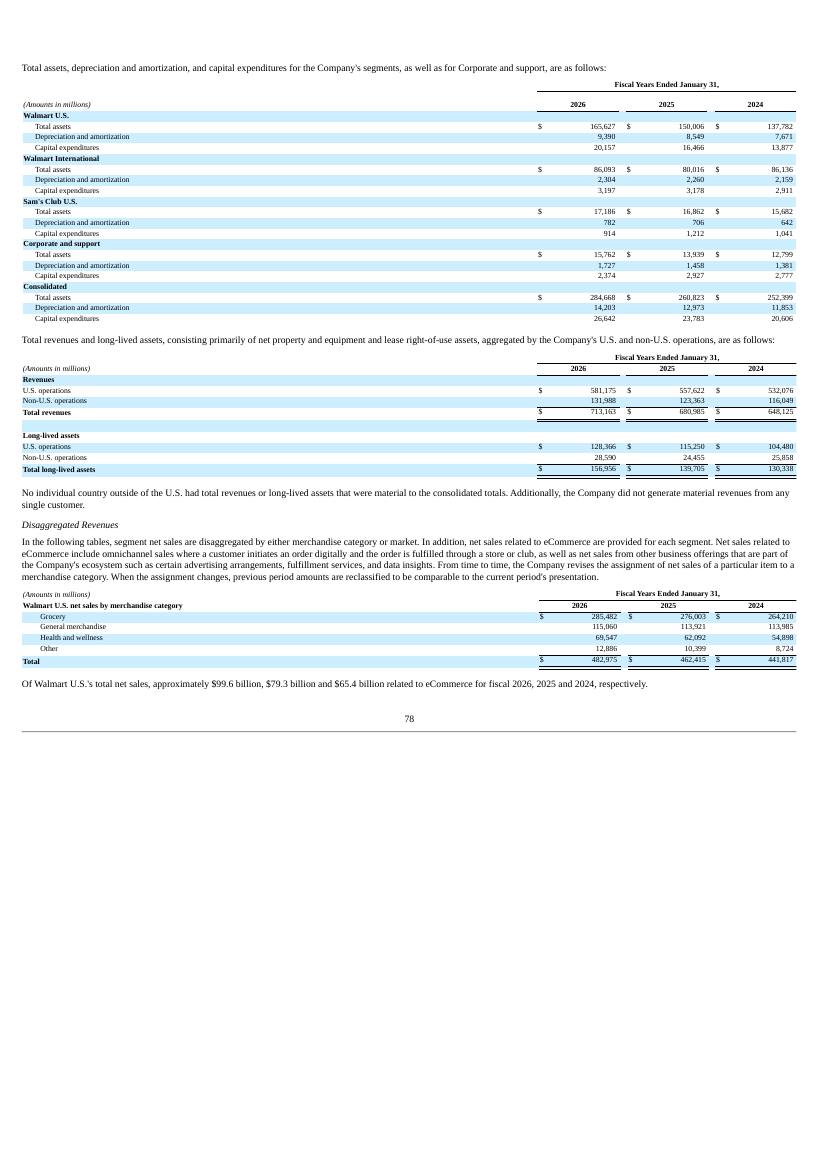 Total assets, depreciation and amortization, and capital expenditures for the Company's segments, as well as for Corporate and support, are as follows:
Fiscal Years Ended January 31,
(Amounts in millions) 2026 2025 2024
Walmart U.S.
Total assets $ 165,627 $ 150,006 $ 137,782
Depreciation and amortization 9,390 8,549 7,671
Capital expenditures 20,157 16,466 13,877
Walmart International
Total assets $ 86,093 $ 80,016 $ 86,136
Depreciation and amortization 2,304 2,260 2,159
Capital expenditures 3,197 3,178 2,911
Sam's Club U.S.
Total assets $ 17,186 $ 16,862 $ 15,682
Depreciation and amortization 782 706 642
Capital expenditures 914 1,212 1,041
Corporate and support
Total assets $ 15,762 $ 13,939 $ 12,799
Depreciation and amortization 1,727 1,458 1,381
Capital expenditures 2,374 2,927 2,777
Consolidated
Total assets $ 284,668 $ 260,823 $ 252,399
Depreciation and amortization 14,203 12,973 11,853
Capital expenditures 26,642 23,783 20,606
Total revenues and long-lived assets, consisting primarily of net property and equipment and lease right-of-use assets, aggregated by the Company's U.S. and non-U.S. operations, are as follows:
Fiscal Years Ended January 31,
(Amounts in millions) 2026 2025 2024
Revenues
U.S. operations $ 581,175 $ 557,622 $ 532,076
Non-U.S. operations 131,988 123,363 116,049
Total revenues $ 713,163 $ 680,985 $ 648,125
Long-lived assets
U.S. operations $ 128,366 $ 115,250 $ 104,480
Non-U.S. operations 28,590 24,455 25,858
Total long-lived assets $ 156,956 $ 139,705 $ 130,338
No individual country outside of the U.S. had total revenues or long-lived assets that were material to the consolidated totals. Additionally, the Company did not generate material revenues from any
single customer.
Disaggregated Revenues
In the following tables, segment net sales are disaggregated by either merchandise category or market. In addition, net sales related to eCommerce are provided for each segment. Net sales related to
eCommerce include omnichannel sales where a customer initiates an order digitally and the order is fulfilled through a store or club, as well as net sales from other business offerings that are part of
the Company's ecosystem such as certain advertising arrangements, fulfillment services, and data insights. From time to time, the Company revises the assignment of net sales of a particular item to a
merchandise category. When the assignment changes, previous period amounts are reclassified to be comparable to the current period's presentation.
(Amounts in millions) Fiscal Years Ended January 31,
Walmart U.S. net sales by merchandise category 2026 2025 2024
Grocery $ 285,482 $ 276,003 $ 264,210
General merchandise 115,060 113,921 113,985
Health and wellness 69,547 62,092 54,898
Other 12,886 10,399 8,724
Total $ 482,975 $ 462,415 $ 441,817
Of Walmart U.S.'s total net sales, approximately $99.6 billion, $79.3 billion and $65.4 billion related to eCommerce for fiscal 2026, 2025 and 2024, respectively.
78